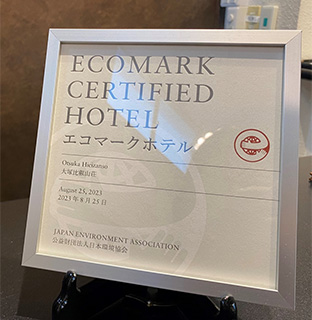 ECOMARK
CERTIFIED
HOTEL
エコマークホテル
Otsuka Hieizanso
大塚比叡山荘
August 25, 2023
2023年8月25日
JAPAN ENVIRONMENT ASSOCIATION
公益財団法人日本環境協会